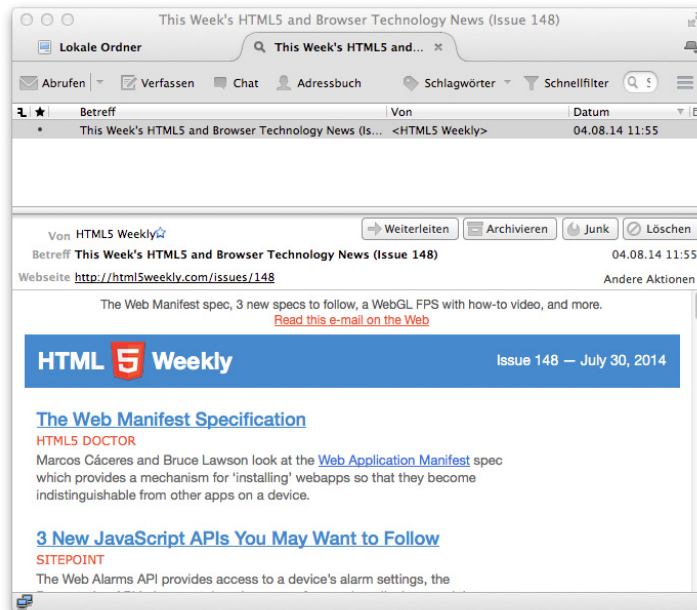 This Week's HTML5 and Browser Technology News (Issue 148)
Lokale Ordner
This Week's HTML5 and... ×
Abrufen Verfassen Chat Adressbuch Schlagwörter Schnellfilter
Betreff Von Datum
This Week's HTML5 and Browser Technology News (Is... <HTML5 Weekly> 04.08.14 11:55
Von HTML5 Weekly Weiterleiten Archivieren Junk Löschen
Betreff This Week's HTML5 and Browser Technology News (Issue 148) 04.08.14 11:55
Webseite http://html5weekly.com/issues/148 Andere Aktionen
The Web Manifest spec, 3 new specs to follow, a WebGL FPS with how-to video, and more.
Read this e-mail on the Web
HTML 5 Weekly Issue 148 — July 30, 2014
The Web Manifest Specification
HTML5 DOCTOR
Marcos Cáceres and Bruce Lawson look at the Web Application Manifest spec
which provides a mechanism for 'installing' webapps so that they become
indistinguishable from other apps on a device.
3 New JavaScript APIs You May Want to Follow
SITEPOINT
The Web Alarms API provides access to a device's alarm settings, the